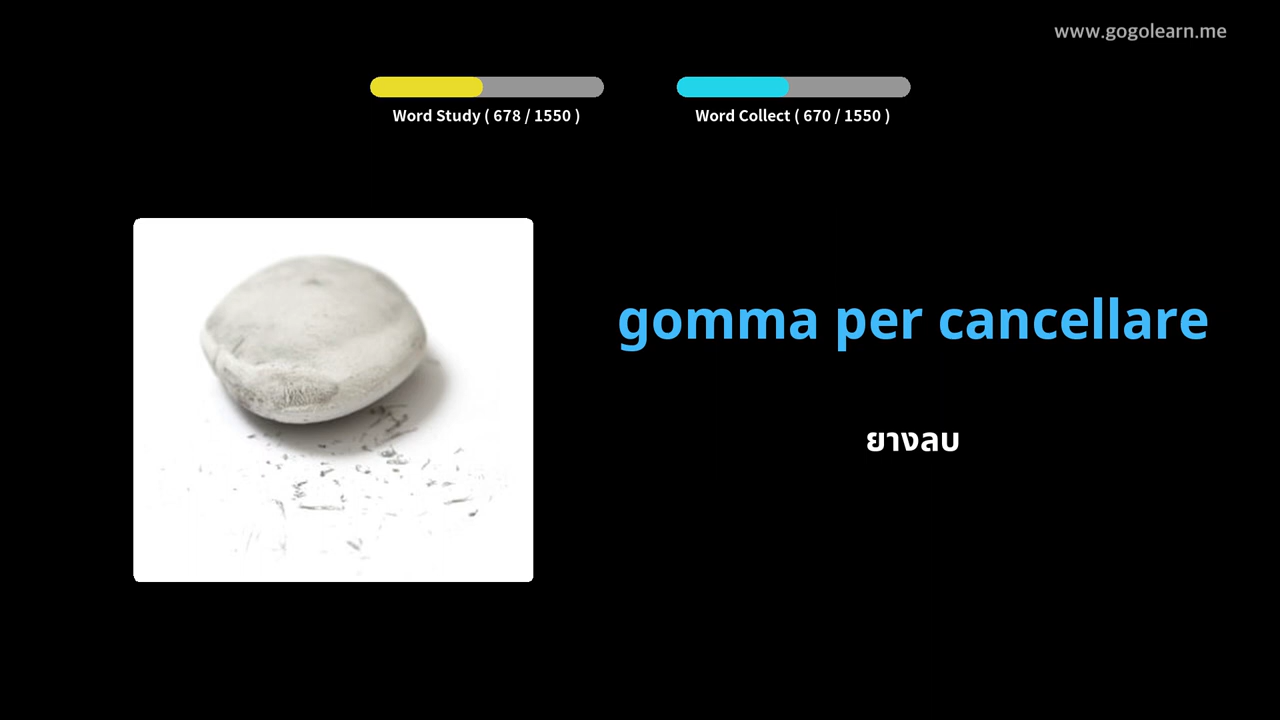 www.gogolearn.me
Word Study ( 678 / 1550 )
Word Collect ( 670 / 1550 )
gomma per cancellare
ยางลบ